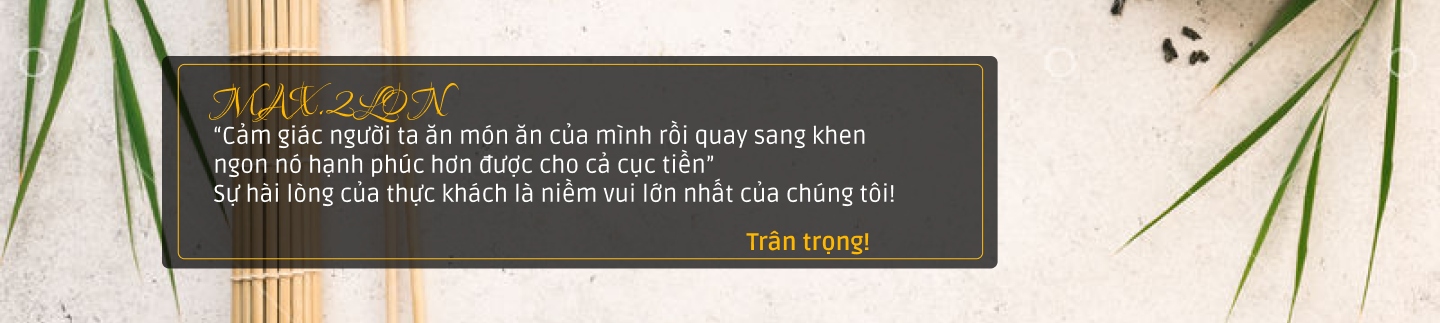 MAX.2LỌN
“Cảm giác người ta ăn món ăn của mình rồi quay sang khen
ngon nó hạnh phúc hơn được cho cả cục tiền”
Sự hài lòng của thực khách là niềm vui lớn nhất của chúng tôi!
Trân trọng!